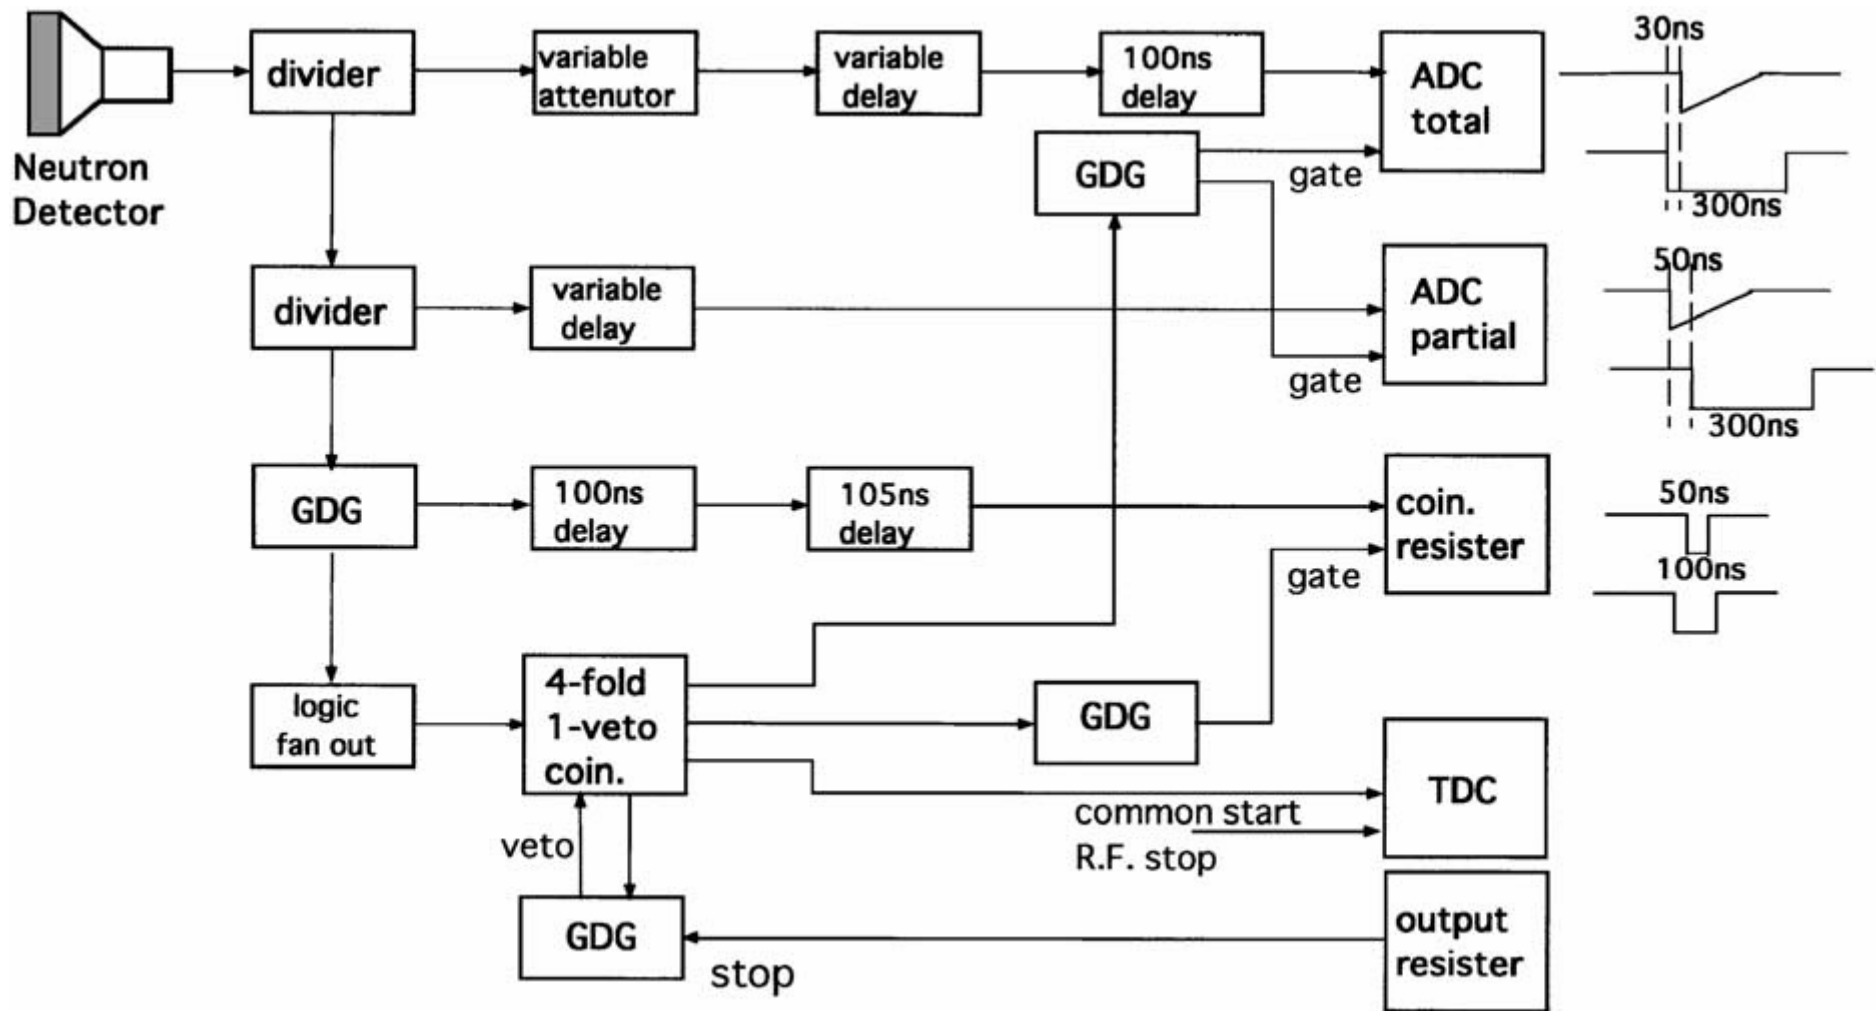 Neutron
Detector
divider
variable
attenutor
variable
delay
100ns
delay
ADC
total
30ns
300ns
GDG
gate
divider
variable
delay
ADC
partial
gate
50ns
300ns
GDG
100ns
delay
105ns
delay
coin.
resister
gate
50ns
100ns
logic
fan out
4-fold
1-veto
coin.
GDG
TDC
common start
R.F. stop
veto
GDG
stop
output
resister